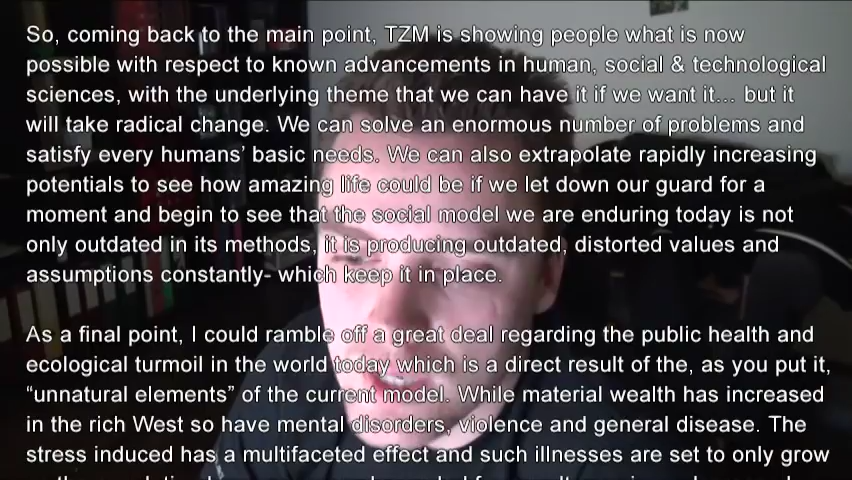 So, coming back to the main point, TZM is showing people what is now
possible with respect to known advancements in human, social & technological
sciences, with the underlying theme that we can have it if we want it... but it
will take radical change. We can solve an enormous number of problems and
satisfy every humans’ basic needs. We can also extrapolate rapidly increasing
potentials to see how amazing life could be if we let down our guard for a
moment and begin to see that the social model we are enduring today is not
only outdated in its methods, it is producing outdated, distorted values and
assumptions constantly- which keep it in place.
As a final point, I could ramble off a great deal regarding the public health and
ecological turmoil in the world today which is a direct result of the, as you put it,
“unnatural elements” of the current model. While material wealth has increased
in the rich West so have mental disorders, violence and general disease. The
stress induced has a multifaceted effect and such illnesses are set to only grow